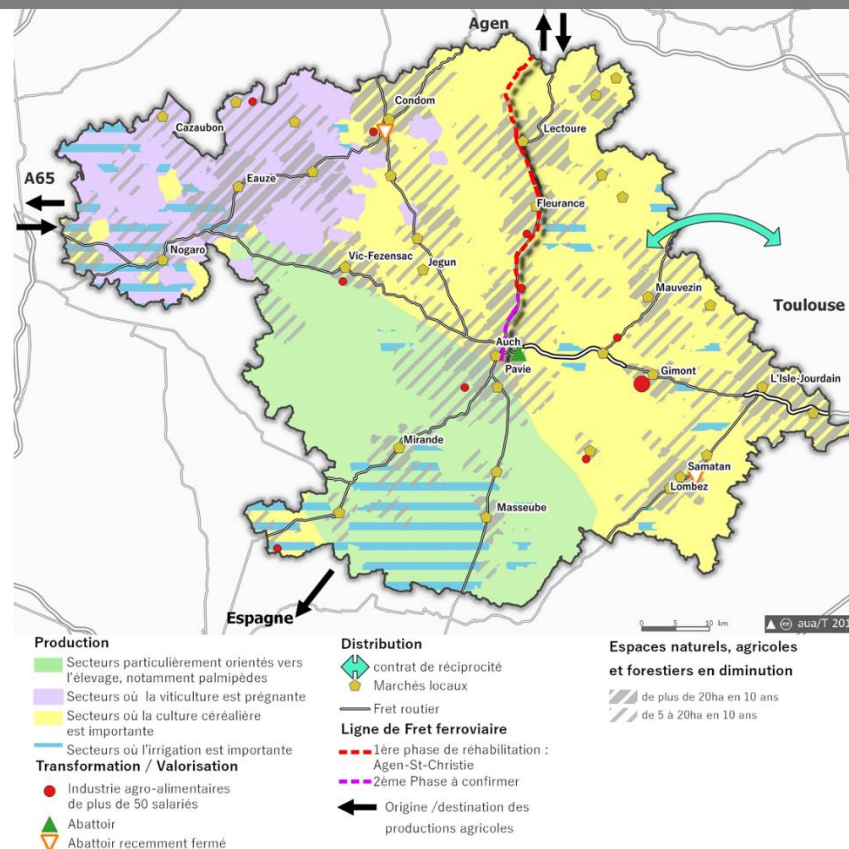 Agen
Condom
Cazaubon
Lectoure
A65
Eauze
Fleurance
Nogaro
Vic-Fezensac
Jegun
Mauvezin
Toulouse
Auch
Pavie
Gimont
L'Isle-Jourdain
Mirande
Samatan
Lombez
Masseube
Espagne
0 5 10 km
aua/T 201
Production
Secteurs particulièrement orientés vers
l'élevage, notamment palmipèdes
Secteurs où la viticulture est prégnante
Secteurs où la culture céréalière
est importante
Secteurs où l'irrigation est importante
Transformation / Valorisation
Industrie agro-alimentaires
de plus de 50 salariés
Abattoir
Abattoir recemment fermé
Distribution
contrat de réciprocité
Marchés locaux
Fret routier
Ligne de Fret ferroviaire
1ère phase de réhabilitation :
Agen-St-Christie
2ème Phase à confirmer
Origine /destination des
productions agricoles
Espaces naturels, agricoles
et forestiers en diminution
de plus de 20ha en 10 ans
de 5 à 20ha en 10 ans